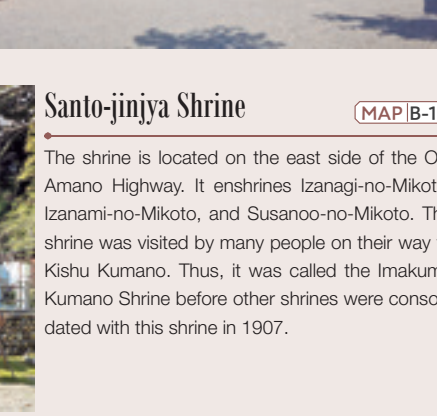 Santo-jinjya Shrine
MAP B-1
The shrine is located on the east side of the
Amano Highway. It enshrines Izanagi-no-Mikot
Izanami-no-Mikoto, and Susanoo-no-Mikoto. Th
shrine was visited by many people on their way
Kishu Kumano. Thus, it was called the Imakum
Kumano Shrine before other shrines were conso
dated with this shrine in 1907.